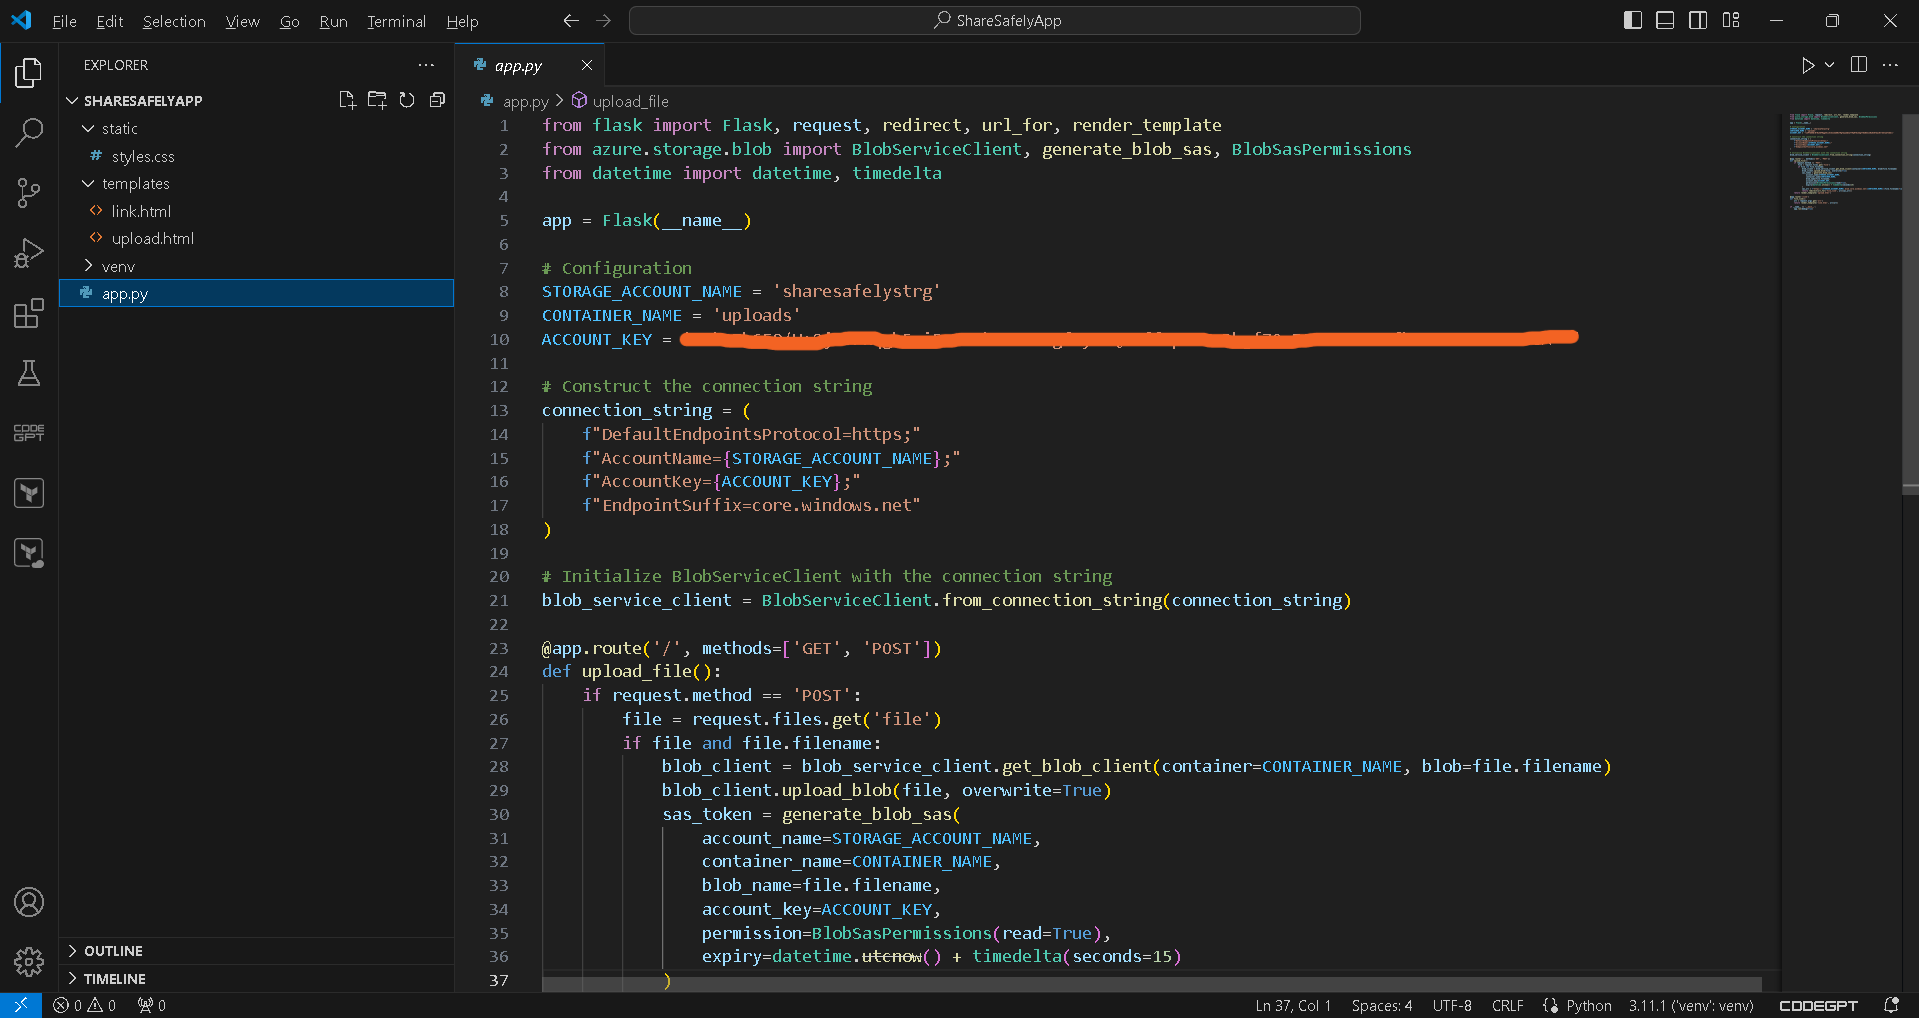 File Edit Selection View Go Run Terminal Help
ShareSafelyApp
EXPLORER
SHARESAFELYAPP
static
# styles.css
templates
<> link.html
<> upload.html
venv
app.py
OUTLINE
TIMELINE
CODE
GPT
app.py
app.py > upload_file
1 from flask import Flask, request, redirect, url_for, render_template
2 from azure.storage.blob import BlobServiceClient, generate_blob_sas, BlobSasPermissions
3 from datetime import datetime, timedelta
4
5 app = Flask(__name__)
6
7 # Configuration
8 STORAGE_ACCOUNT_NAME = 'sharesafelystrg'
9 CONTAINER_NAME = 'uploads'
10 ACCOUNT_KEY =
11
12 # Construct the connection string
13 connection_string = (
14 f"DefaultEndpointsProtocol=https;"
15 f"AccountName={STORAGE_ACCOUNT_NAME};"
16 f"AccountKey={ACCOUNT_KEY};"
17 f"EndpointSuffix=core.windows.net"
18 )
19
20 # Initialize BlobServiceClient with the connection string
21 blob_service_client = BlobServiceClient.from_connection_string(connection_string)
22
23 @app.route('/', methods=['GET', 'POST'])
24 def upload_file():
25 if request.method == 'POST':
26 file = request.files.get('file')
27 if file and file.filename:
28 blob_client = blob_service_client.get_blob_client(container=CONTAINER_NAME, blob=file.filename)
29 blob_client.upload_blob(file, overwrite=True)
30 sas_token = generate_blob_sas(
31 account_name=STORAGE_ACCOUNT_NAME,
32 container_name=CONTAINER_NAME,
33 blob_name=file.filename,
34 account_key=ACCOUNT_KEY,
35 permission=BlobSasPermissions(read=True),
36 expiry=datetime.utcnow() + timedelta(seconds=15)
37 )
0 0 0
Ln 37, Col 1 Spaces: 4 UTF-8 CRLF Python 3.11.1 ('venv': venv) CODEGPT